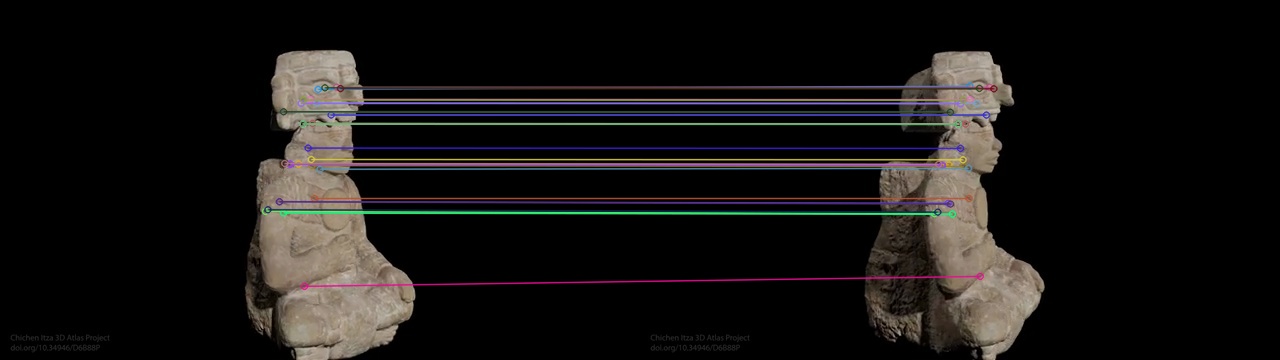 Chichen Itza 3D Atlas Project
doi.org/10.34946/D6B88P
Chichen Itza 3D Atlas Project
doi.org/10.34946/D6B88P